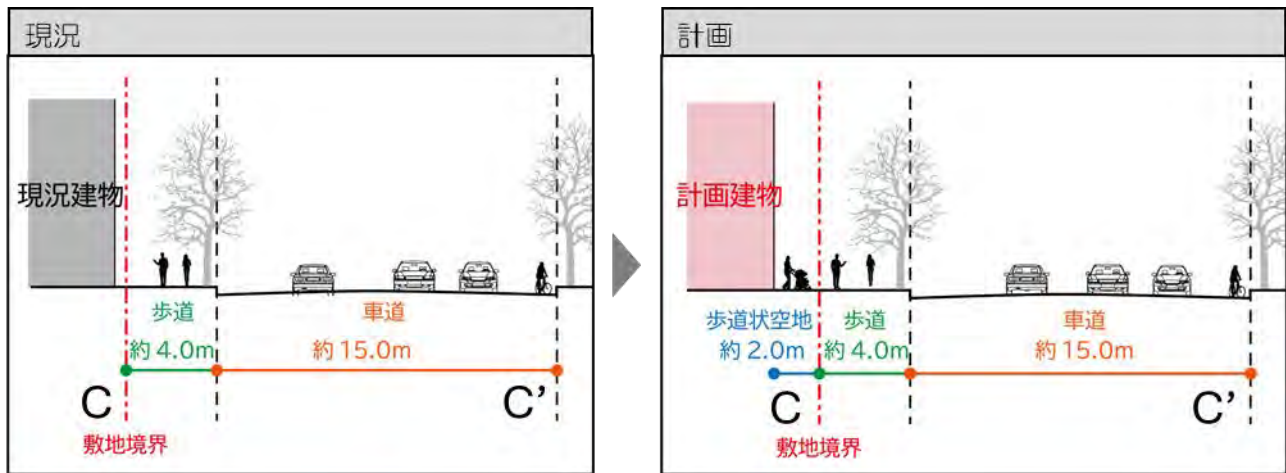 現況
現況建物
歩道
車道
約 4.0m
約 15.0m
C
C’
敷地境界
計画
計画建物
歩道状空地
歩道
車道
約 2.0m
約 4.0m
約 15.0m
C
C’
敷地境界